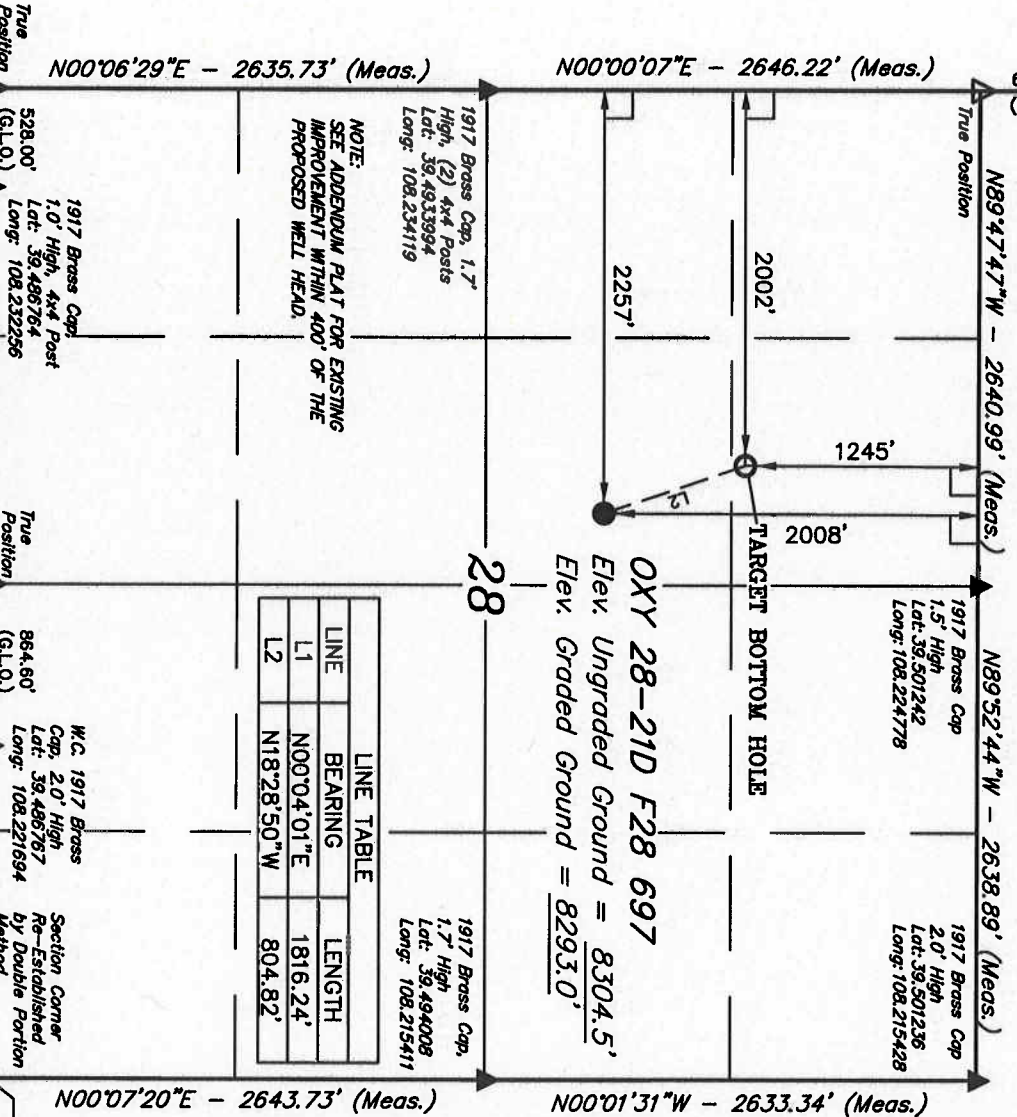 N89°47'47"W - 2640.99' (Meas.)
N89°52'44"W - 2638.89' (Meas.)
True Position
1917 Brass Cap
1.5' High
Lat: 39.501242
Long: 108.224778
1917 Brass Cap
2.0' High
Lat: 39.501236
Long: 108.215428
N00°00'07"E - 2646.22' (Meas.)
2002'
1245'
2008'
2257'
L2
TARGET BOTTOM HOLE
OXY 28-21D F28 697
Elev. Ungraded Ground = 8304.5'
Elev. Graded Ground = 8293.0'
N00°01'31"W - 2633.34' (Meas.)
28
1917 Brass Cap, 1.7'
High, (2) 4x4 Posts
Lat: 39.4933994
Long: 108.234119
NOTE:
SEE ADDENDUM PLAT FOR EXISTING
IMPROVEMENT WITHIN 400' OF THE
PROPOSED WELL HEAD.
1917 Brass Cap,
1.7' High
Lat: 39.494008
Long: 108.215411
LINE TABLE
LINE BEARING LENGTH
L1 N00°04'01"E 1816.24'
L2 N18°28'50"W 804.82'
N00°06'29"E - 2635.73' (Meas.)
N00°07'20"E - 2643.73' (Meas.)
True
Position
528.00'
(G.L.O.)
1917 Brass Cap
1.0' High, 4x4 Post
Lat: 39.486764
Long: 108.232256
True
Position
864.60'
(G.L.O.)
W.C. 1917 Brass
Cap, 2.0' High
Lat: 39.486767
Long: 108.221694
Section Corner
Re-Established
by Double Portion
Method